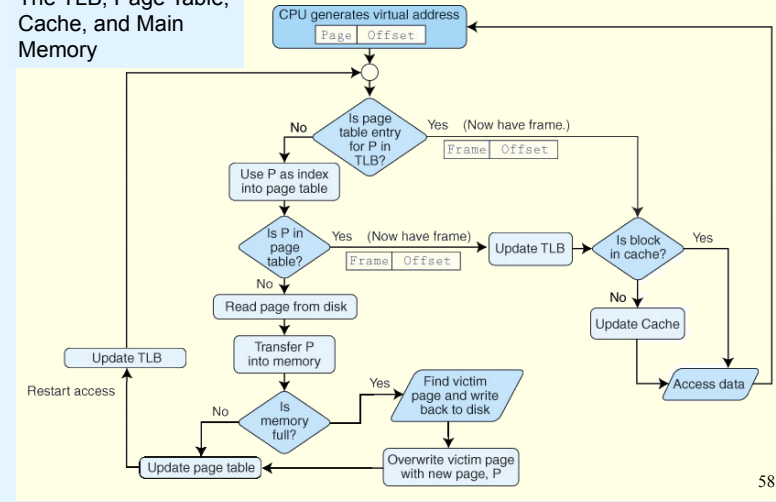 The TLB, Page Table,
Cache, and Main
Memory
CPU generates virtual address
Page Offset
Is page
table entry
for P in
TLB?
No
Yes (Now have frame.)
Frame Offset
Use P as index
into page table
Is P in
page
table?
Yes (Now have frame)
Frame Offset
Update TLB
Is block
in cache?
Yes
No
No
Read page from disk
Update Cache
Transfer P
into memory
Update TLB
Restart access
Access data
Is
memory
full?
Yes
No
Find victim
page and write
back to disk
Update page table
Overwrite victim page
with new page, P
58